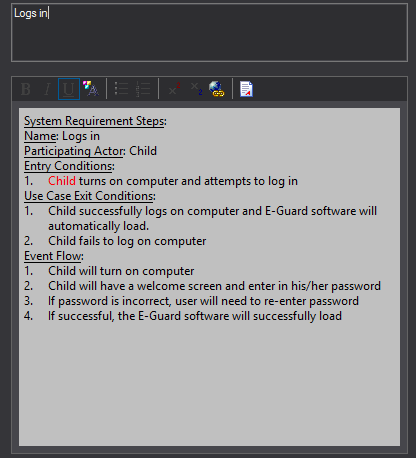 Logs in
B I U
System Requirement Steps:
Name: Logs in
Participating Actor: Child
Entry Conditions:
1. Child turns on computer and attempts to log in
Use Case Exit Conditions:
1. Child successfully logs on computer and E-Guard software will
automatically load.
2. Child fails to log on computer
Event Flow:
1. Child will turn on computer
2. Child will have a welcome screen and enter in his/her password
3. If password is incorrect, user will need to re-enter password
4. If successful, the E-Guard software will successfully load